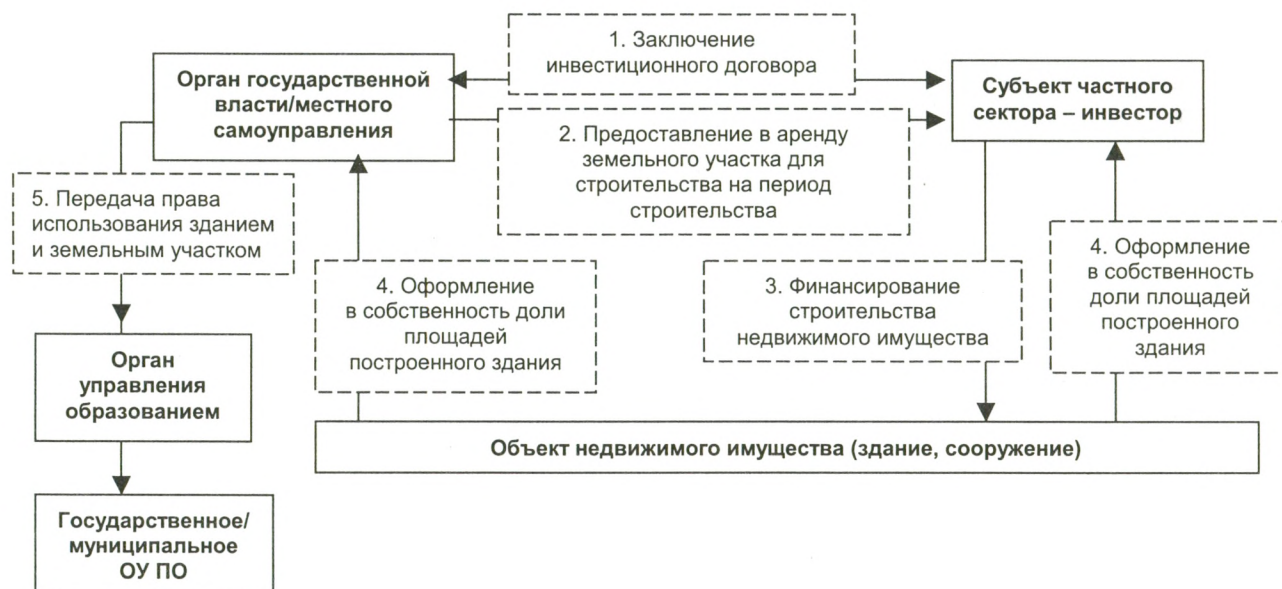 1. Заключение
инвестиционного договора
Орган государственной
власти/местного
самоуправления
Субъект частного
сектора – инвестор
2. Предоставление в аренду
земельного участка для
строительства на период
строительства
5. Передача права
использования зданием
и земельным участком
4. Оформление
в собственность доли
площадей
построенного здания
3. Финансирование
строительства
недвижимого имущества
4. Оформление
в собственность
доли площадей
построенного
здания
Орган
управления
образованием
Объект недвижимого имущества (здание, сооружение)
Государственное/
муниципальное
ОУ ПО